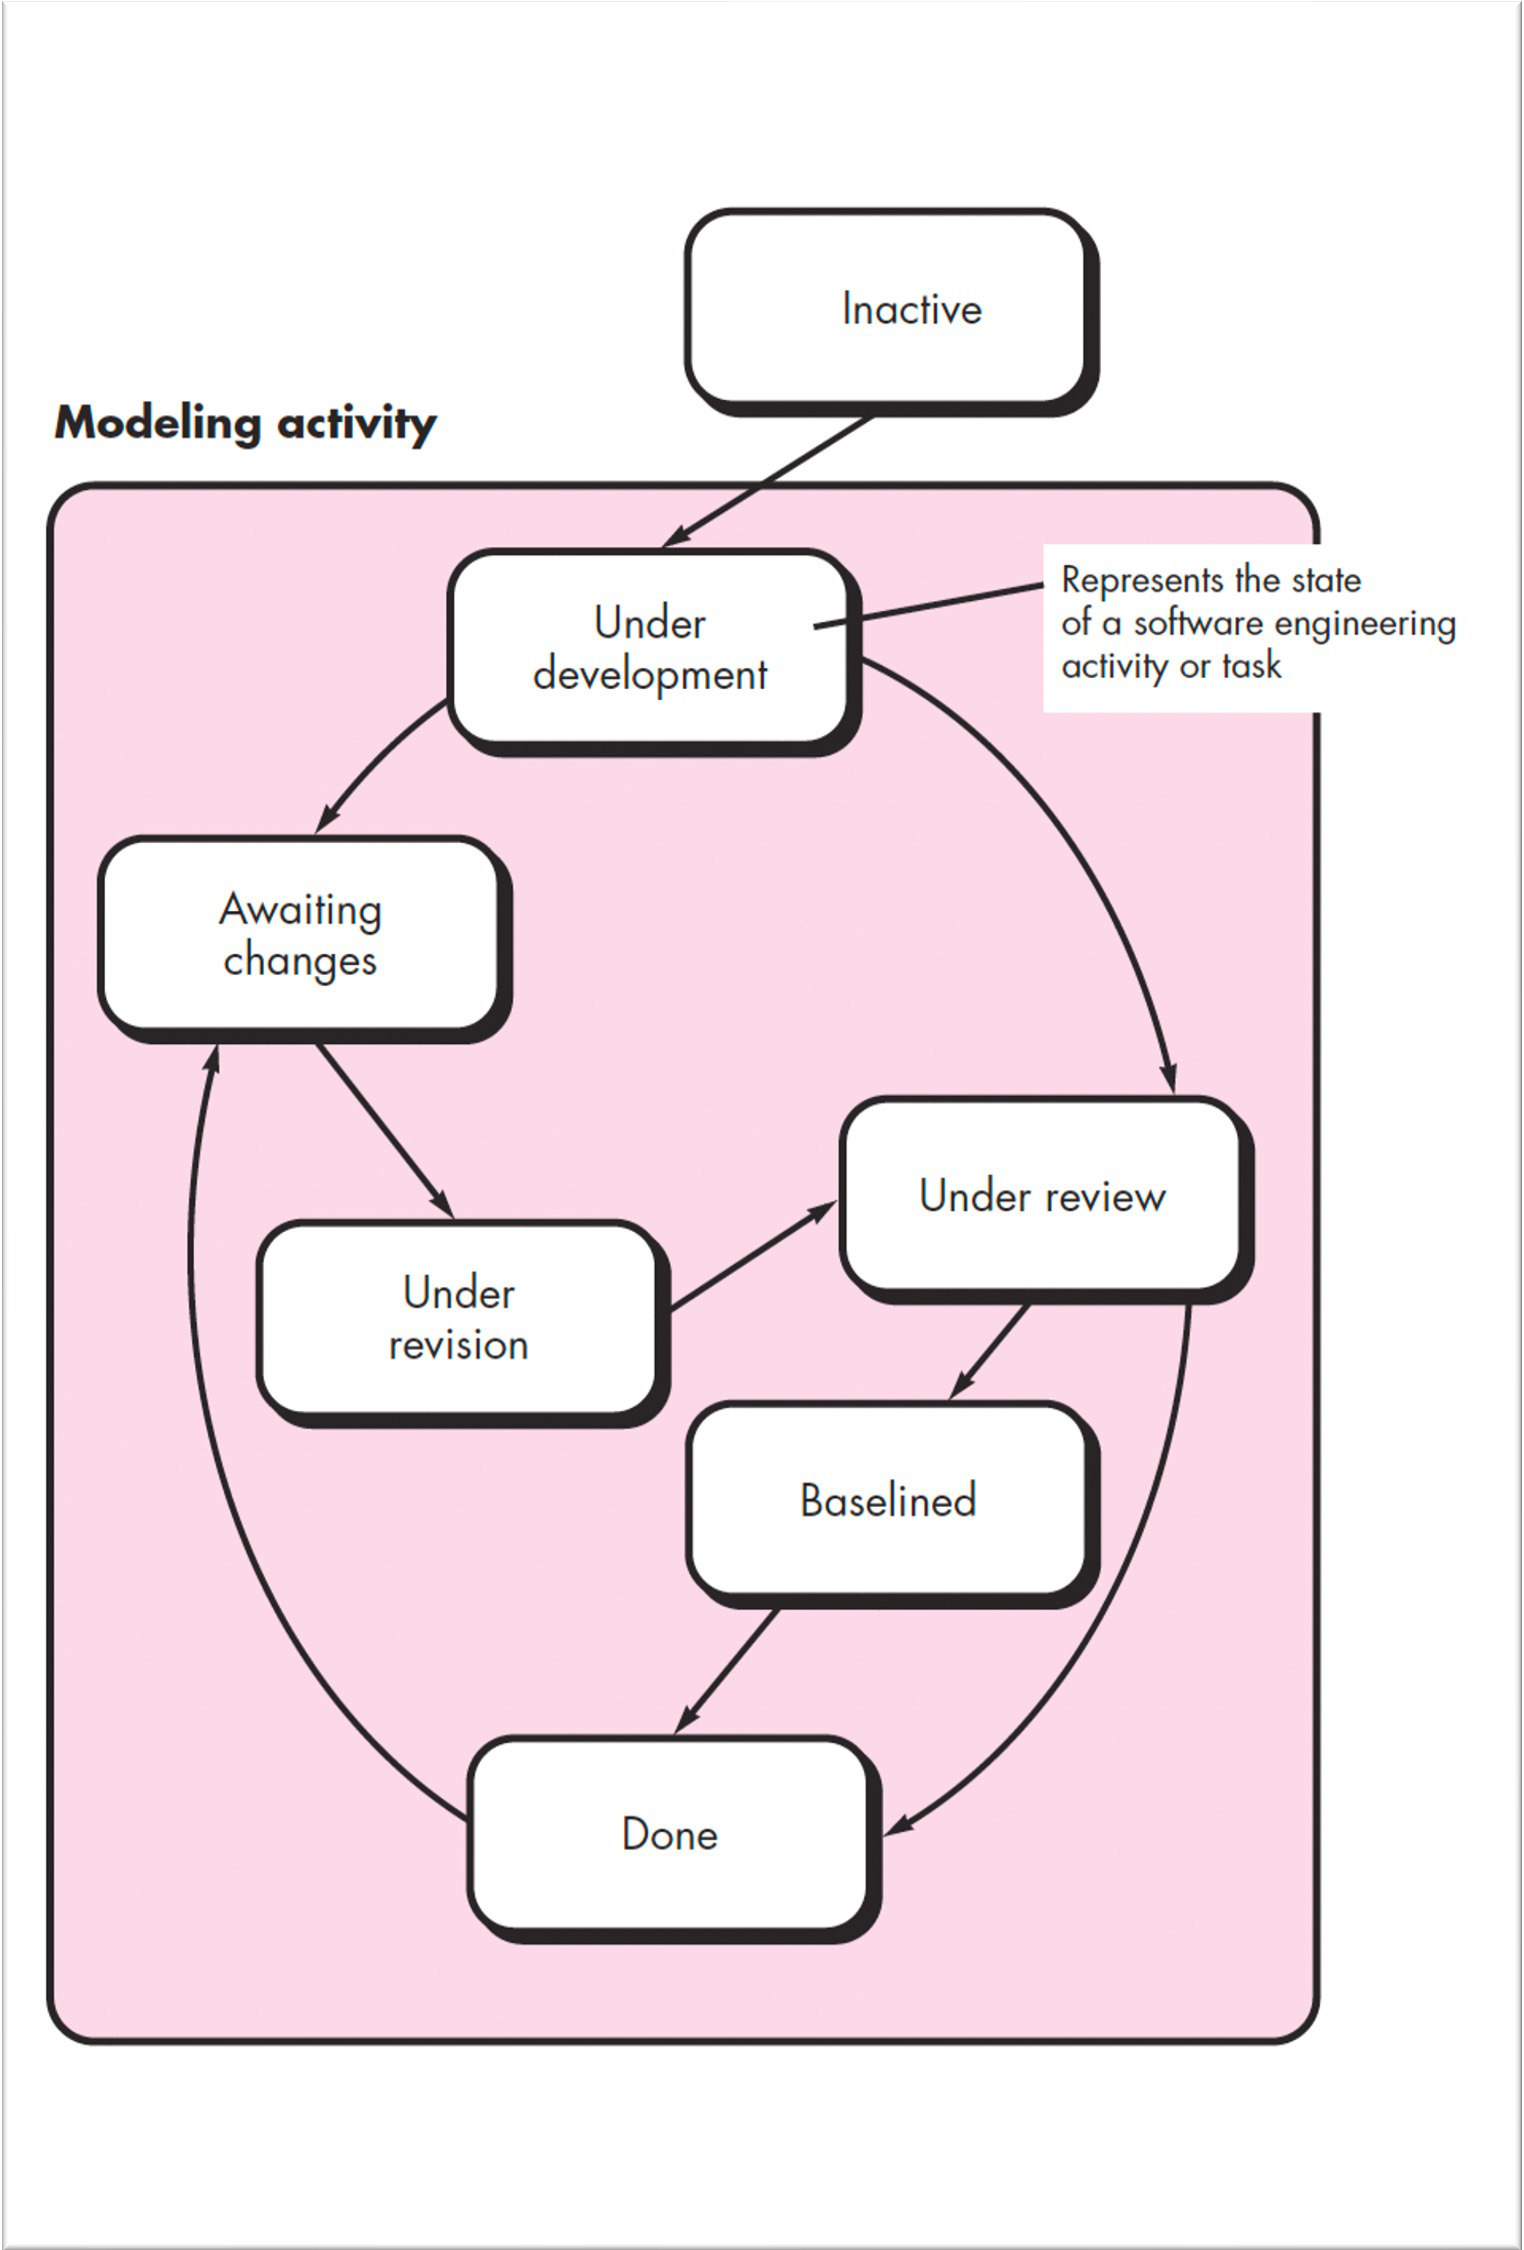 Inactive
Modeling activity
Under
development
Represents the state
of a software engineering
activity or task
Awaiting
changes
Under review
Under
revision
Baselined
Done